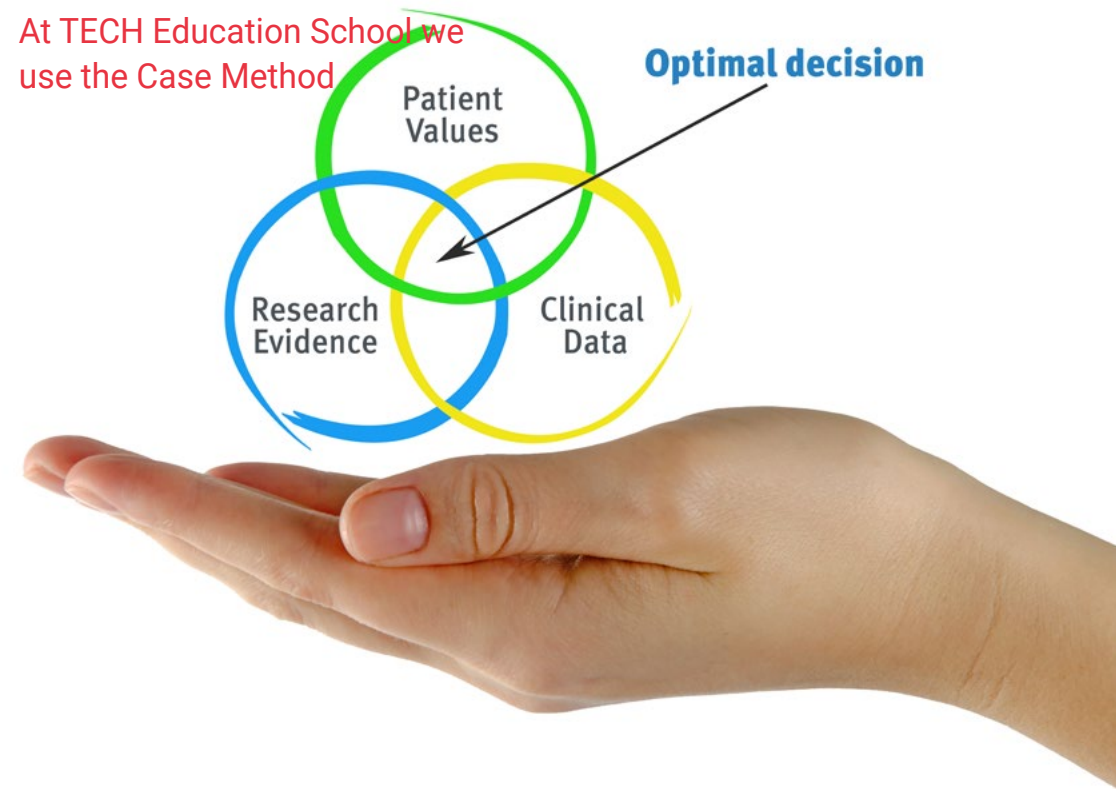 At TECH Education School we
use the Case Method
Optimal decision
Patient
Values
Research
Evidence
Clinical
Data